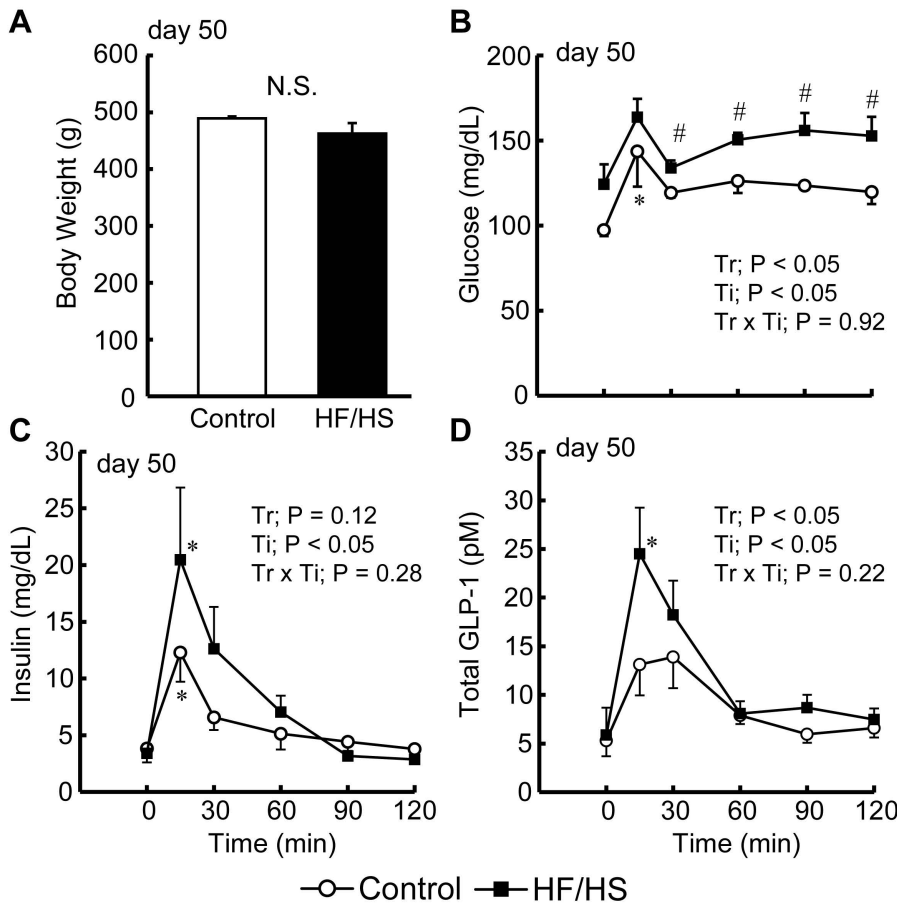 A
day 50
600
500
400
300
200
100
0
Body Weight (g)
N.S.
Control HF/HS
B
day 50
200
150
100
50
0
Glucose (mg/dL)
# # # #
*
Tr; P < 0.05
Ti; P < 0.05
Tr x Ti; P = 0.92
C
day 50
30
25
20
15
10
5
0
Insulin (mg/dL)
Tr; P = 0.12
Ti; P < 0.05
Tr x Ti; P = 0.28
*
*
0 30 60 90 120
Time (min)
D
day 50
35
30
25
20
15
10
5
0
Total GLP-1 (pM)
Tr; P < 0.05
Ti; P < 0.05
Tr x Ti; P = 0.22
*
0 30 60 90 120
Time (min)
Control HF/HS